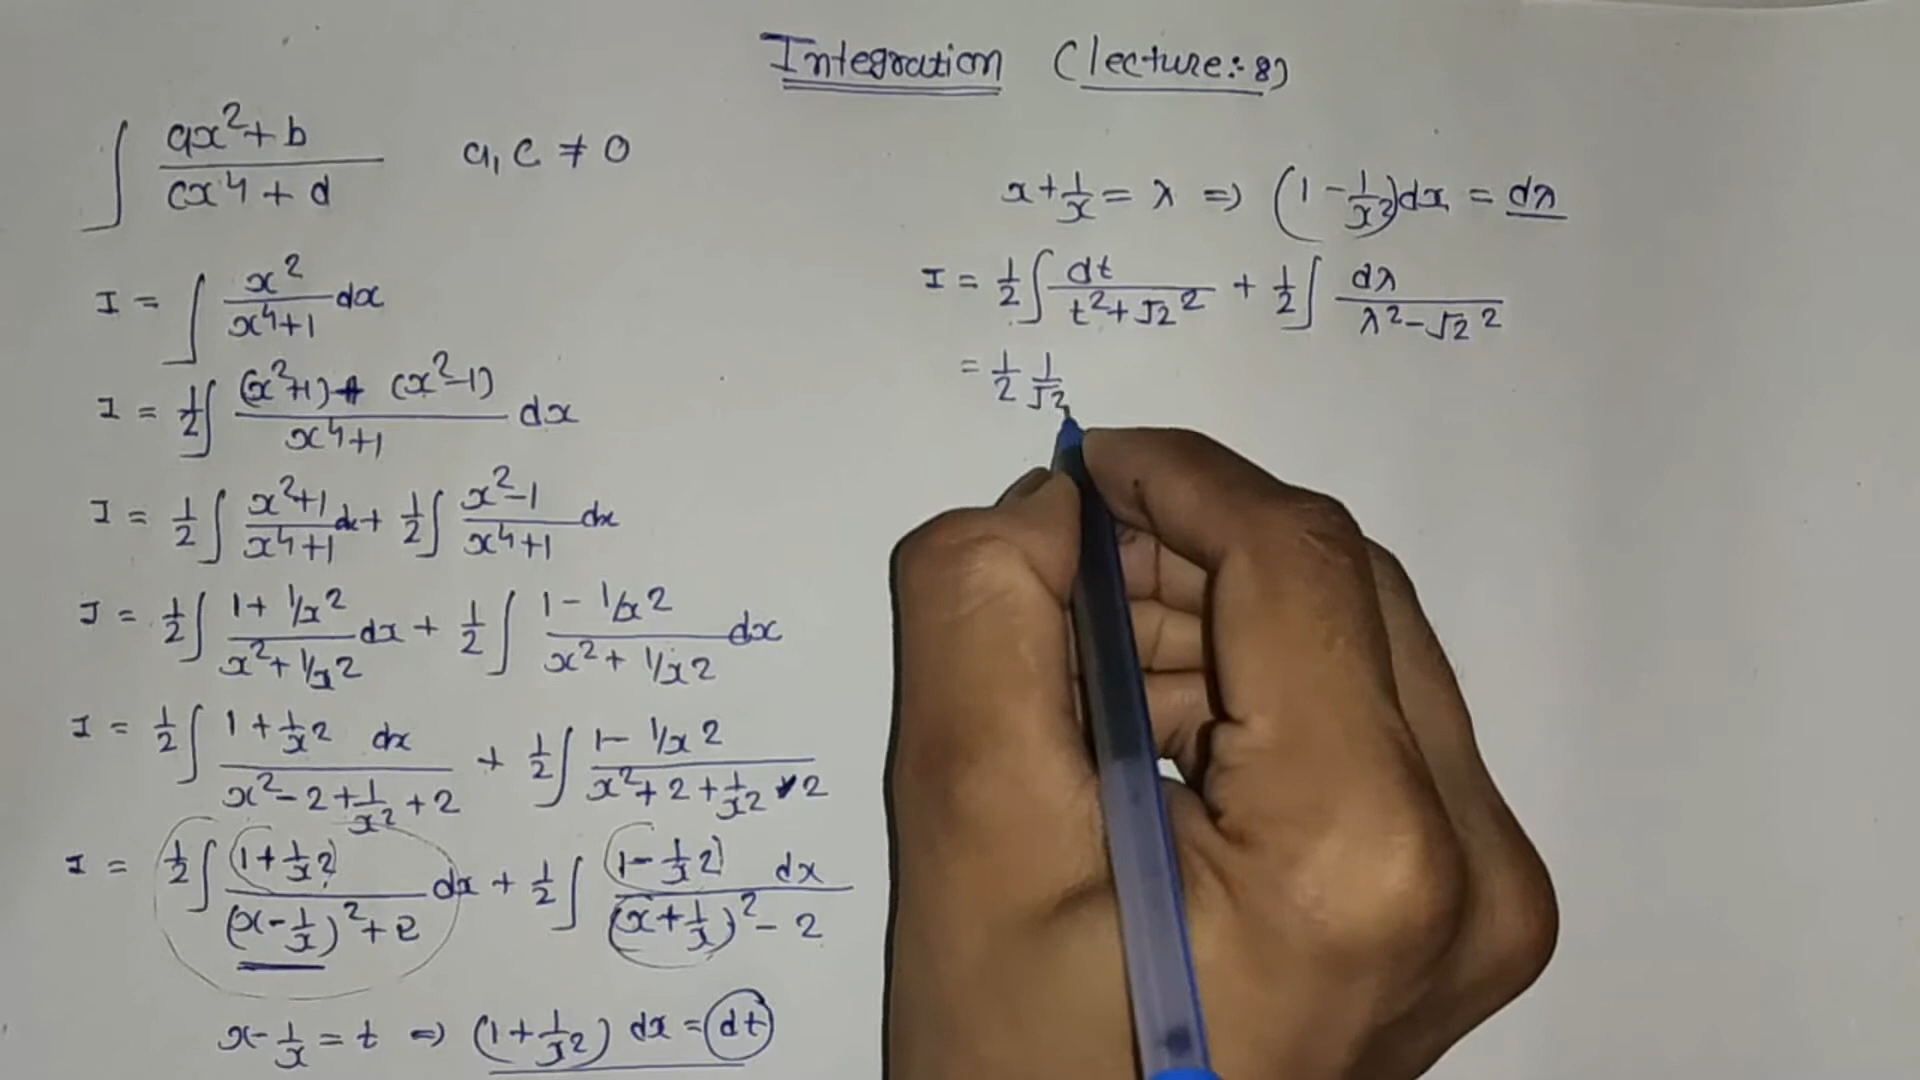 Integration (lecture:-8)
∫ (ax² + b)/(cx⁴ + d)   a, c ≠ 0
I = ∫ x²/(x⁴+1) dx
I = ½∫ ((x²+1) + (x²-1))/(x⁴+1) dx
I = ½∫ (x²+1)/(x⁴+1) dx + ½∫ (x²-1)/(x⁴+1) dx
I = ½∫ (1 + 1/x²)/(x² + 1/x²) dx + ½∫ (1 - 1/x²)/(x² + 1/x²) dx
I = ½∫ (1 + 1/x² dx)/(x² - 2 + 1/x² + 2) + ½∫ (1 - 1/x²)/(x² + 2 + 1/x² - 2)
I = ½∫ (1 + 1/x²)/((x - 1/x)² + 2) dx + ½∫ ((1 - 1/x²) dx)/((x + 1/x)² - 2)
x - 1/x = t ⇒ (1 + 1/x²) dx = dt
x + 1/x = λ ⇒ (1 - 1/x²)dx = dλ
I = ½∫ dt/(t² + √2²) + ½∫ dλ/(λ² - √2²)
= ½ 1/√2